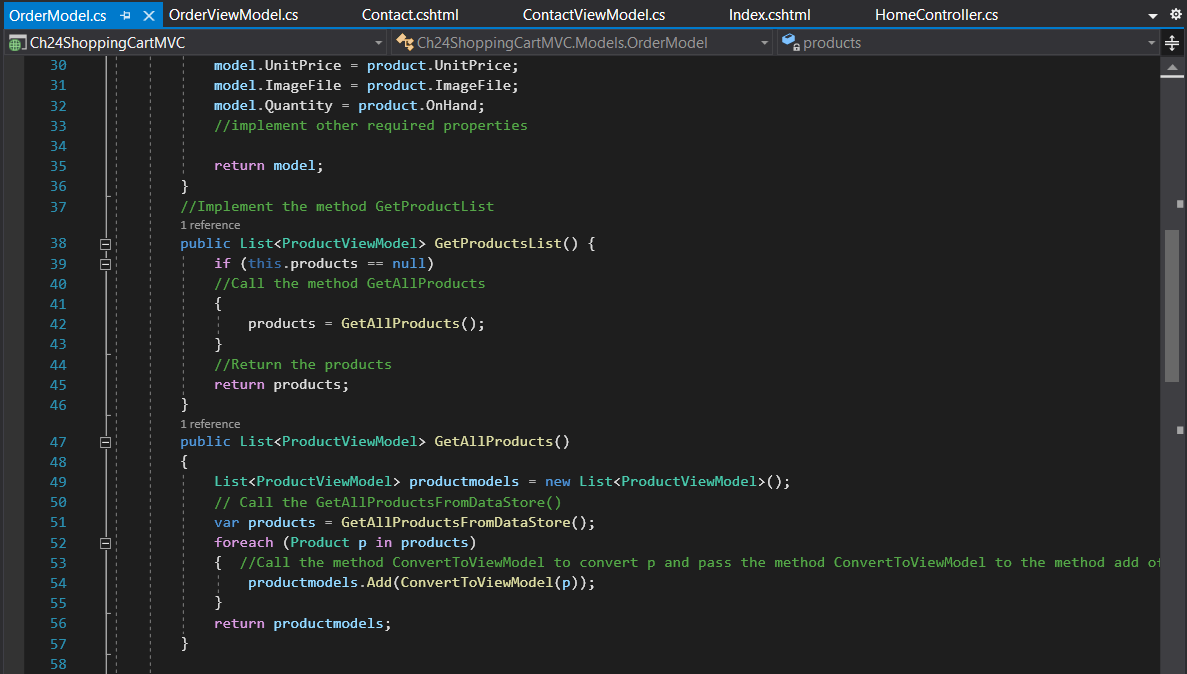 OrderModel.cs
OrderViewModel.cs
Contact.cshtml
ContactViewModel.cs
Index.cshtml
HomeController.cs
Ch24ShoppingCartMVC
Ch24ShoppingCartMVC.Models.OrderModel
products
30 model.UnitPrice = product.UnitPrice;
31 model.ImageFile = product.ImageFile;
32 model.Quantity = product.OnHand;
33 //implement other required properties
34
35 return model;
36 }
37 //Implement the method GetProductList
1 reference
38 public List<ProductViewModel> GetProductsList() {
39 if (this.products == null)
40 //Call the method GetAllProducts
41 {
42 products = GetAllProducts();
43 }
44 //Return the products
45 return products;
46 }
1 reference
47 public List<ProductViewModel> GetAllProducts()
48 {
49 List<ProductViewModel> productmodels = new List<ProductViewModel>();
50 // Call the GetAllProductsFromDataStore()
51 var products = GetAllProductsFromDataStore();
52 foreach (Product p in products)
53 { //Call the method ConvertToViewModel to convert p and pass the method ConvertToViewModel to the method add of
54 productmodels.Add(ConvertToViewModel(p));
55 }
56 return productmodels;
57 }
58